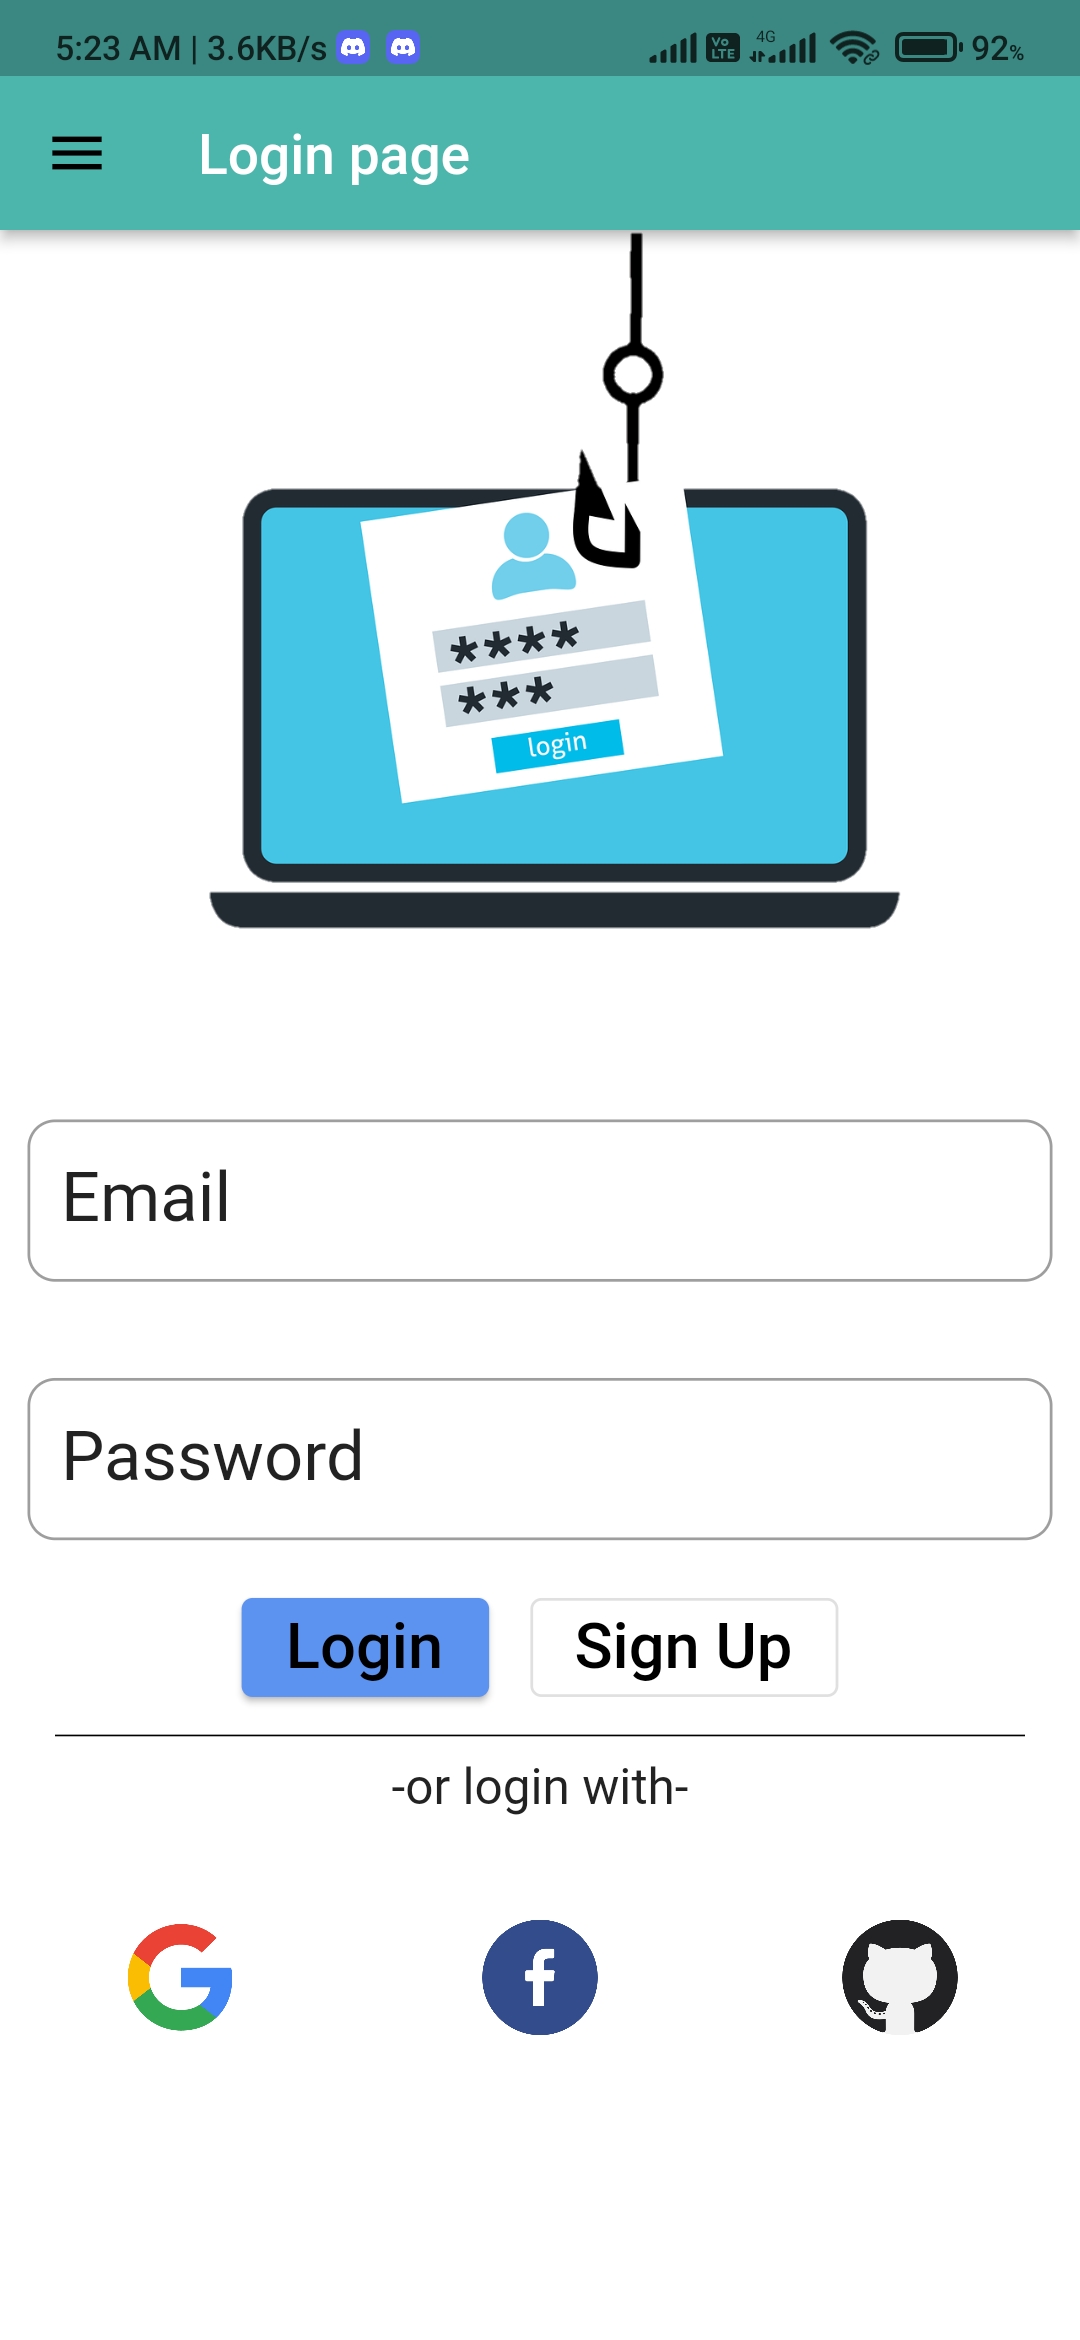 5:23 AM | 3.6KB/s Vo LTE 4G 92%
Login page
****
***
login
Email
Password
Login Sign Up
-or login with-